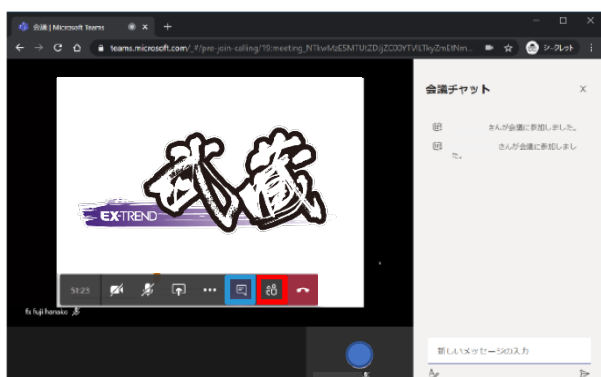 会議 | Microsoft Teams
teams.microsoft.com/_#/pre-join-calling/19:meeting_
シークレット
会議チャット
さんが会議に参加しました。
さんが会議に参加しまし
た。
武蔵
EX-TREND
51:23
fx fuji hanako
新しいメッセージの入力